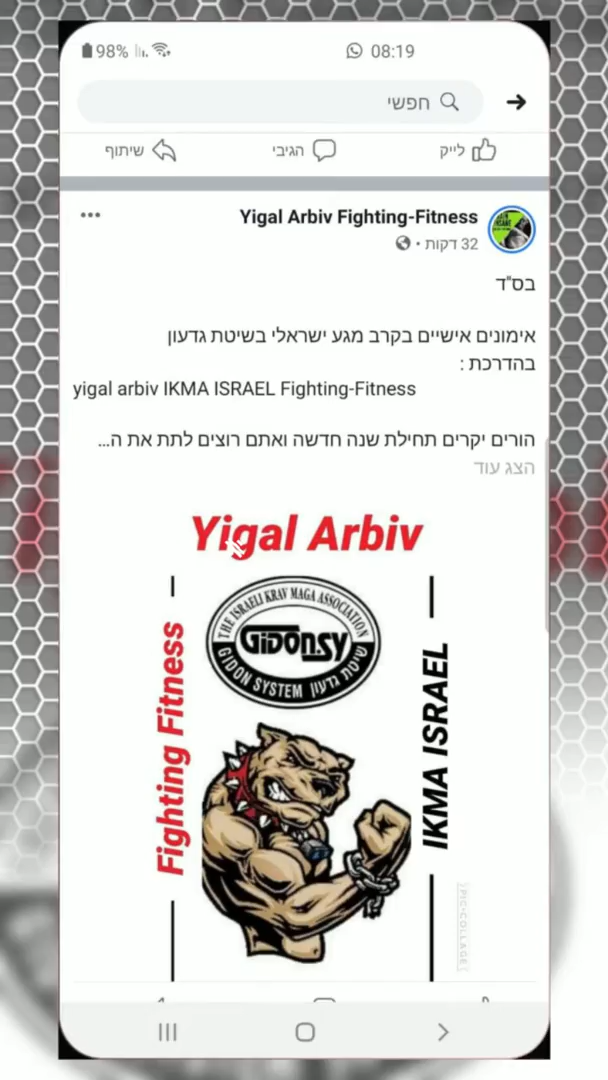 98% 08:19
חפשי
לייק הגיבי שיתוף
Yigal Arbiv Fighting-Fitness
32 דקות •
בס"ד
אימונים אישיים בקרב מגע ישראלי בשיטת גדעון
בהדרכת :
yigal arbiv IKMA ISRAEL Fighting-Fitness
הורים יקרים תחילת שנה חדשה ואתם רוצים לתת את ה...
הצג עוד
Yigal Arbiv
THE ISRAELI KRAV MAGA ASSOCIATION
GIDONSY
GIDON SYSTEM שיטת גדעון
Fighting Fitness
IKMA ISRAEL
PIC•COLLAGE